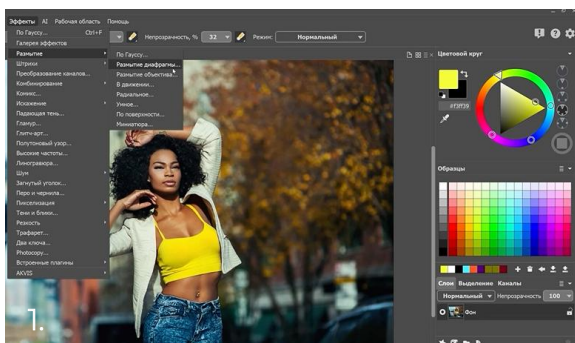 Эффекты AI Рабочая область Помощь
По Гауссу... Ctrl+F
Галерея эффектов
Размытие
Штрихи
Преобразование каналов...
Комбинирование
Комикс...
Искажение
Падающая тень...
Гламур...
Глитч-арт...
Полутоновый узор...
Высокие частоты...
Линогравюра...
Шум
Загнутый уголок...
Перо и чернила...
Пикселизация
Тени и блики...
Резкость
Трафарет...
Два ключа...
Photocopy...
Встроенные плагины
AKVIS
По Гауссу...
Размытие диафрагмы...
Размытие объектива...
В движении...
Радиальное...
Умное...
По поверхности...
Миниатюра...
Непрозрачность, % 32 Режим: Нормальный
Цветовой круг
#f3ff39
Образцы
Слои Выделение Каналы
Нормальный Непрозрачность 100
Фон
1.